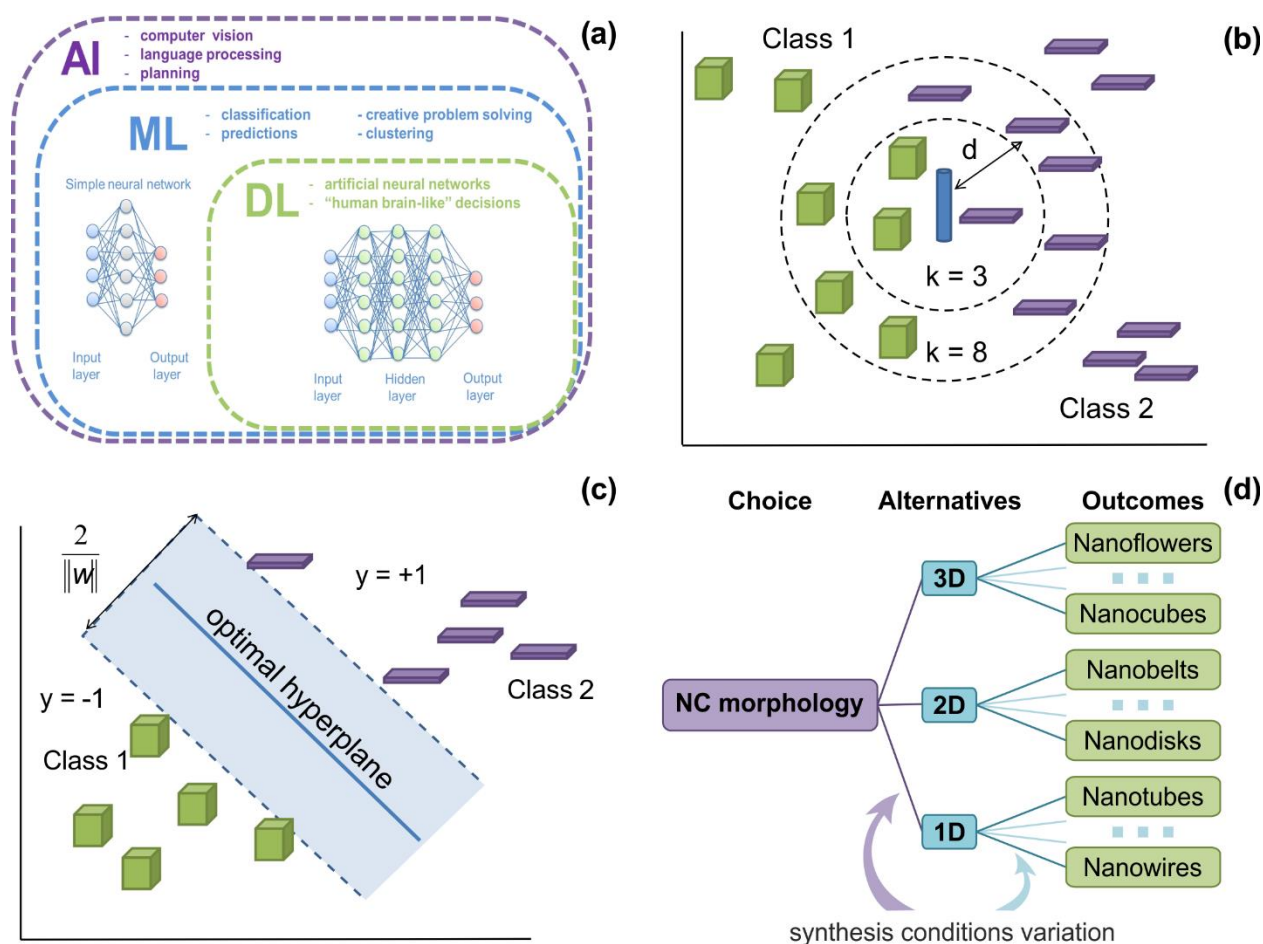 (a)
AI
- computer vision
- language processing
- planning
ML
- classification
- predictions
- creative problem solving
- clustering
Simple neural network
Input
layer
Output
layer
DL
- artificial neural networks
- “human brain-like” decisions
Input
layer
Hidden
layer
Output
layer
(b)
Class 1
d
k = 3
k = 8
Class 2
(c)
2
‖w‖
y = +1
optimal hyperplane
Class 2
y = -1
Class 1
(d)
Choice
Alternatives
Outcomes
NC morphology
3D
2D
1D
Nanoflowers
Nanocubes
Nanobelts
Nanodisks
Nanotubes
Nanowires
synthesis conditions variation